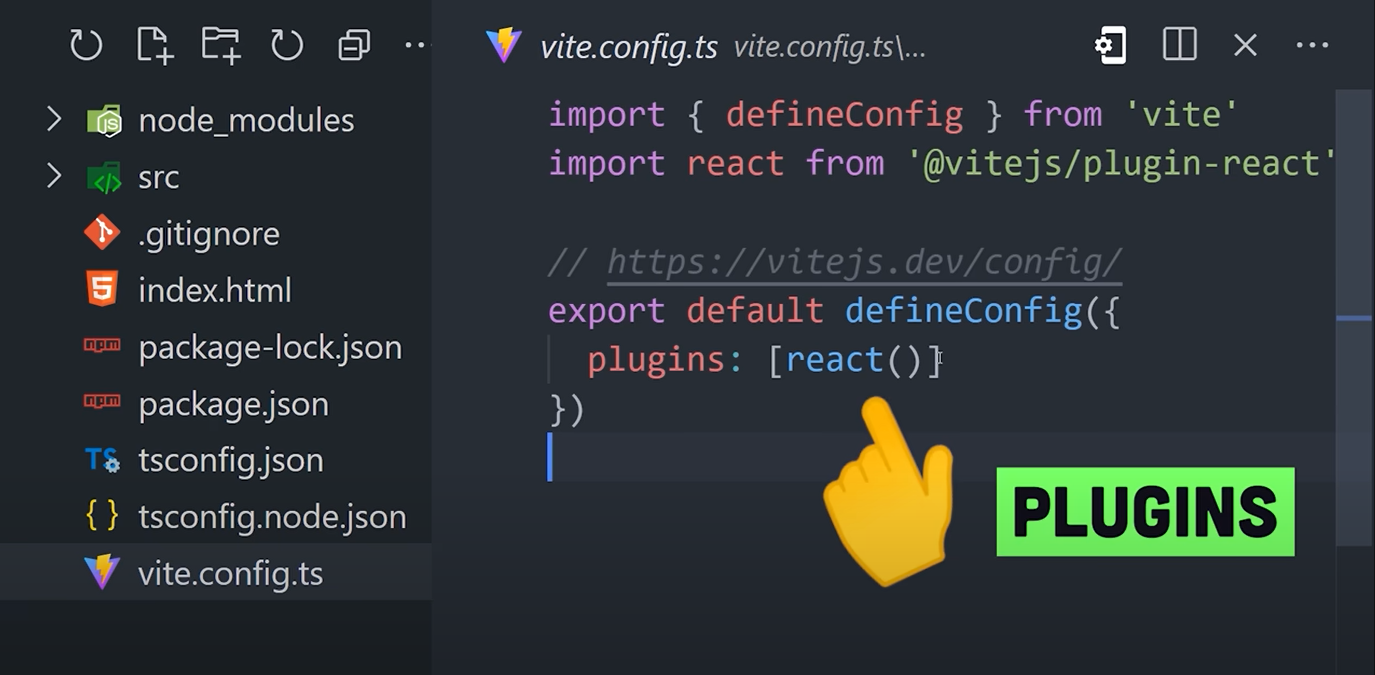 node_modules
src
.gitignore
index.html
package-lock.json
package.json
tsconfig.json
tsconfig.node.json
vite.config.ts
vite.config.ts vite.config.ts\...
import { defineConfig } from 'vite'
import react from '@vitejs/plugin-react'
// https://vitejs.dev/config/
export default defineConfig({
plugins: [react()]
})
PLUGINS